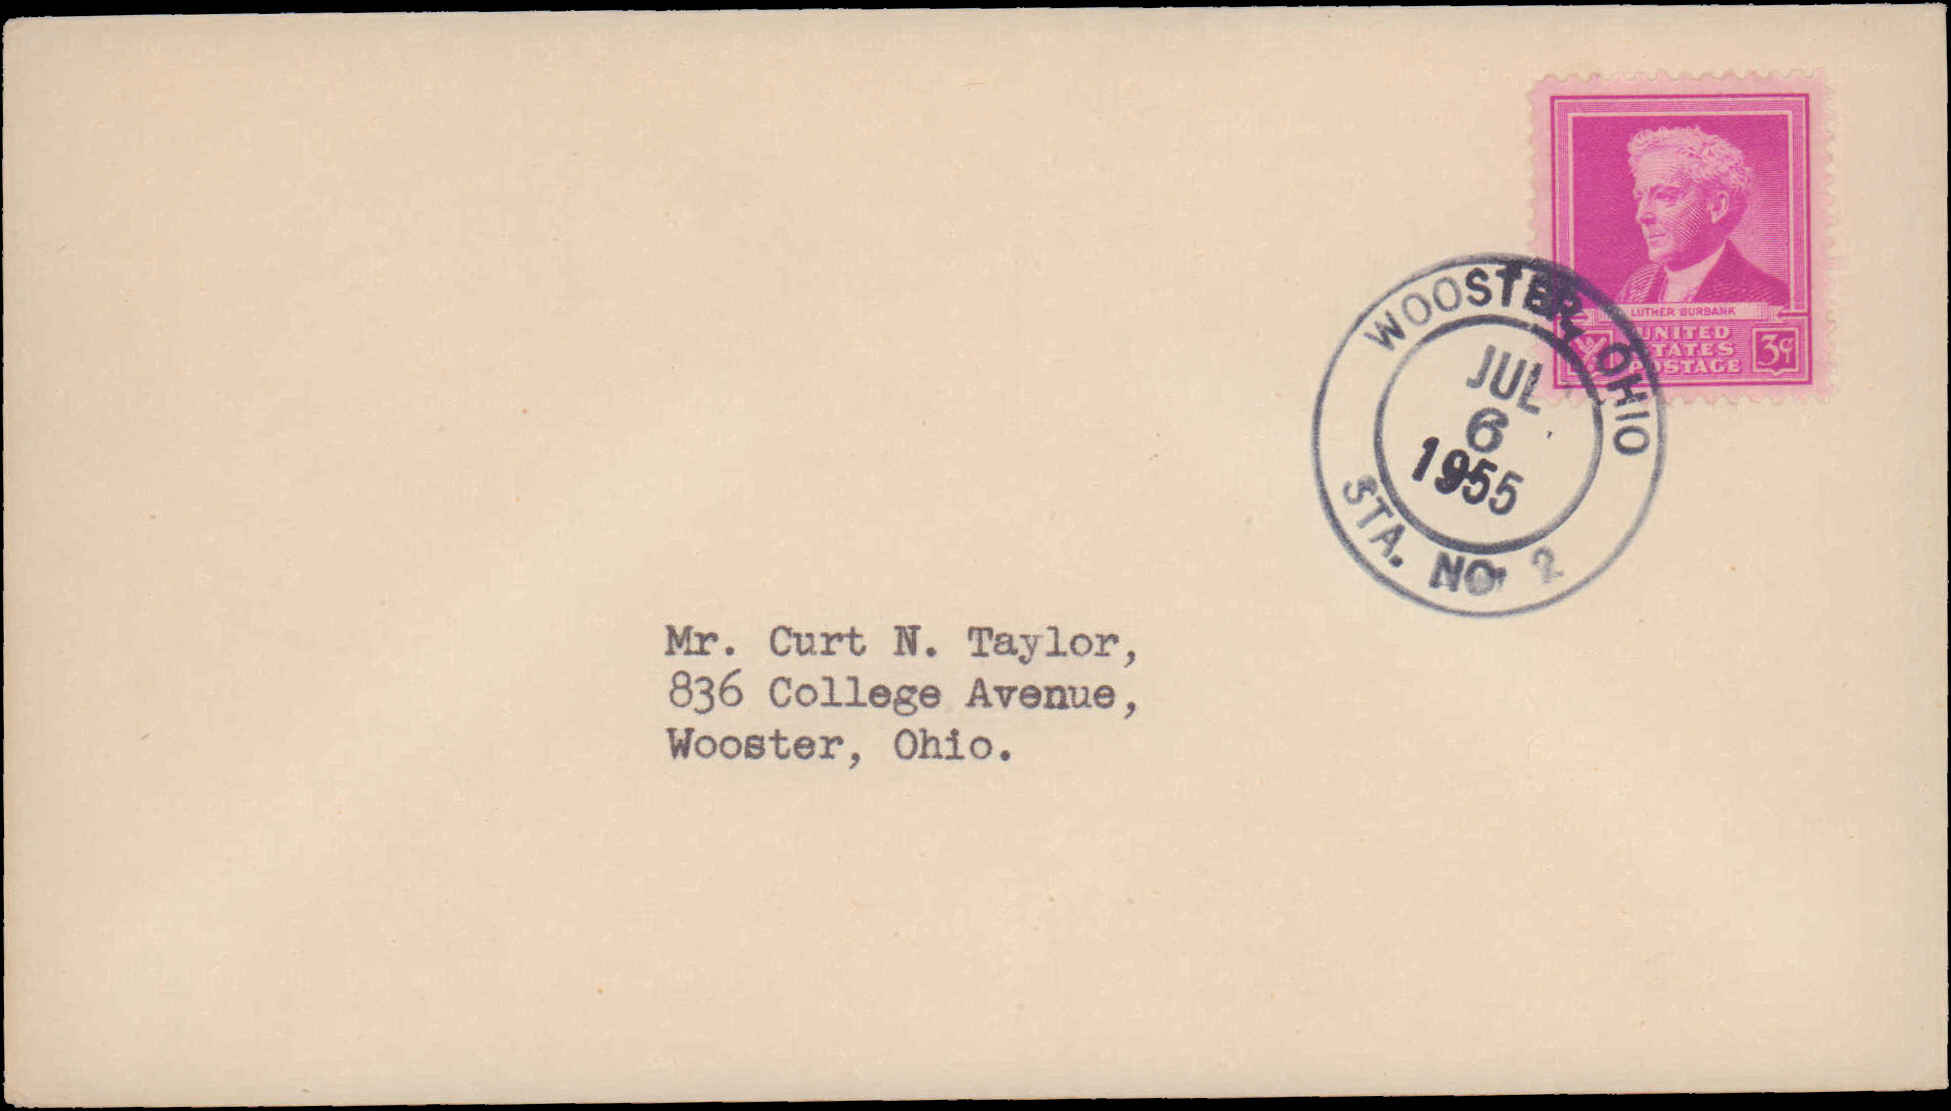 LUTHER BURBANK
UNITED
STATES
POSTAGE
3¢
WOOSTER, OHIO
JUL
6
1955
STA. NO. 2
Mr. Curt N. Taylor,
836 College Avenue,
Wooster, Ohio.